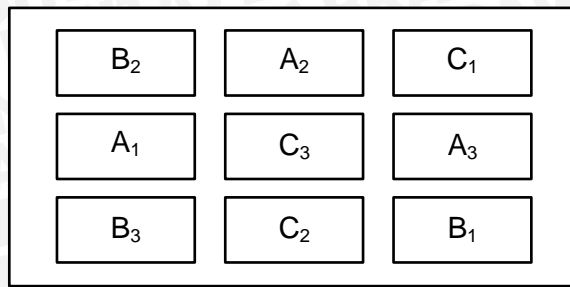 B₂ A₂ C₁
A₁ C₃ A₃
B₃ C₂ B₁